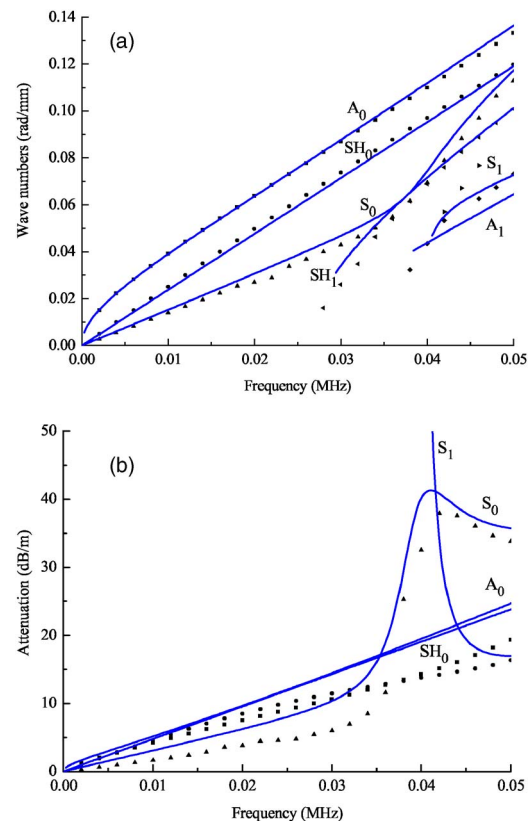 (a)
0.14
0.12
0.10
0.08
0.06
0.04
0.02
0.00
Wave numbers (rad/mm)
A0
SH0
S0
S1
SH1
A1
0.00 0.01 0.02 0.03 0.04 0.05
Frequency (MHz)
(b)
50
40
30
20
10
0
Attenuation (dB/m)
S1
S0
A0
SH0
0.00 0.01 0.02 0.03 0.04 0.05
Frequency (MHz)